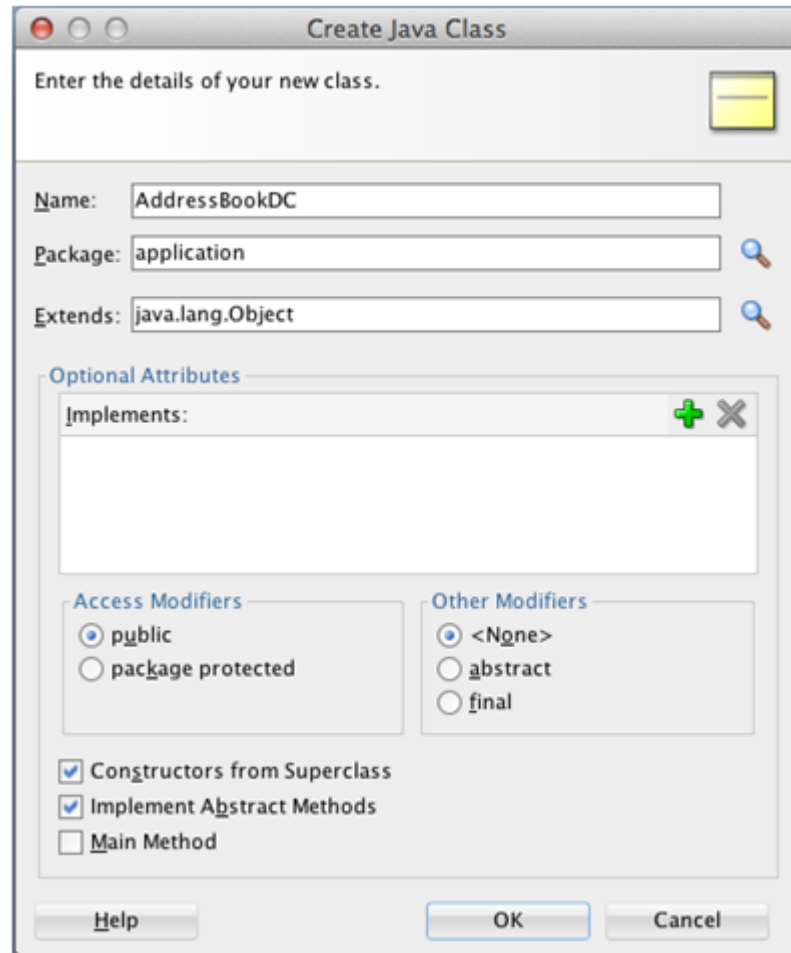 Create Java Class
Enter the details of your new class.
Name: AddressBookDC
Package: application
Extends: java.lang.Object
Optional Attributes
Implements:
Access Modifiers
public
package protected
Other Modifiers
<None>
abstract
final
Constructors from Superclass
Implement Abstract Methods
Main Method
Help OK Cancel